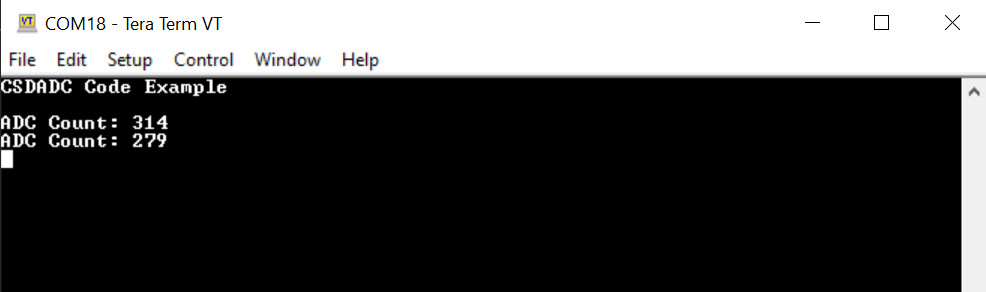 VT
COM18 - Tera Term VT
File Edit Setup Control Window Help
CSDADC Code Example
ADC Count: 314
ADC Count: 279